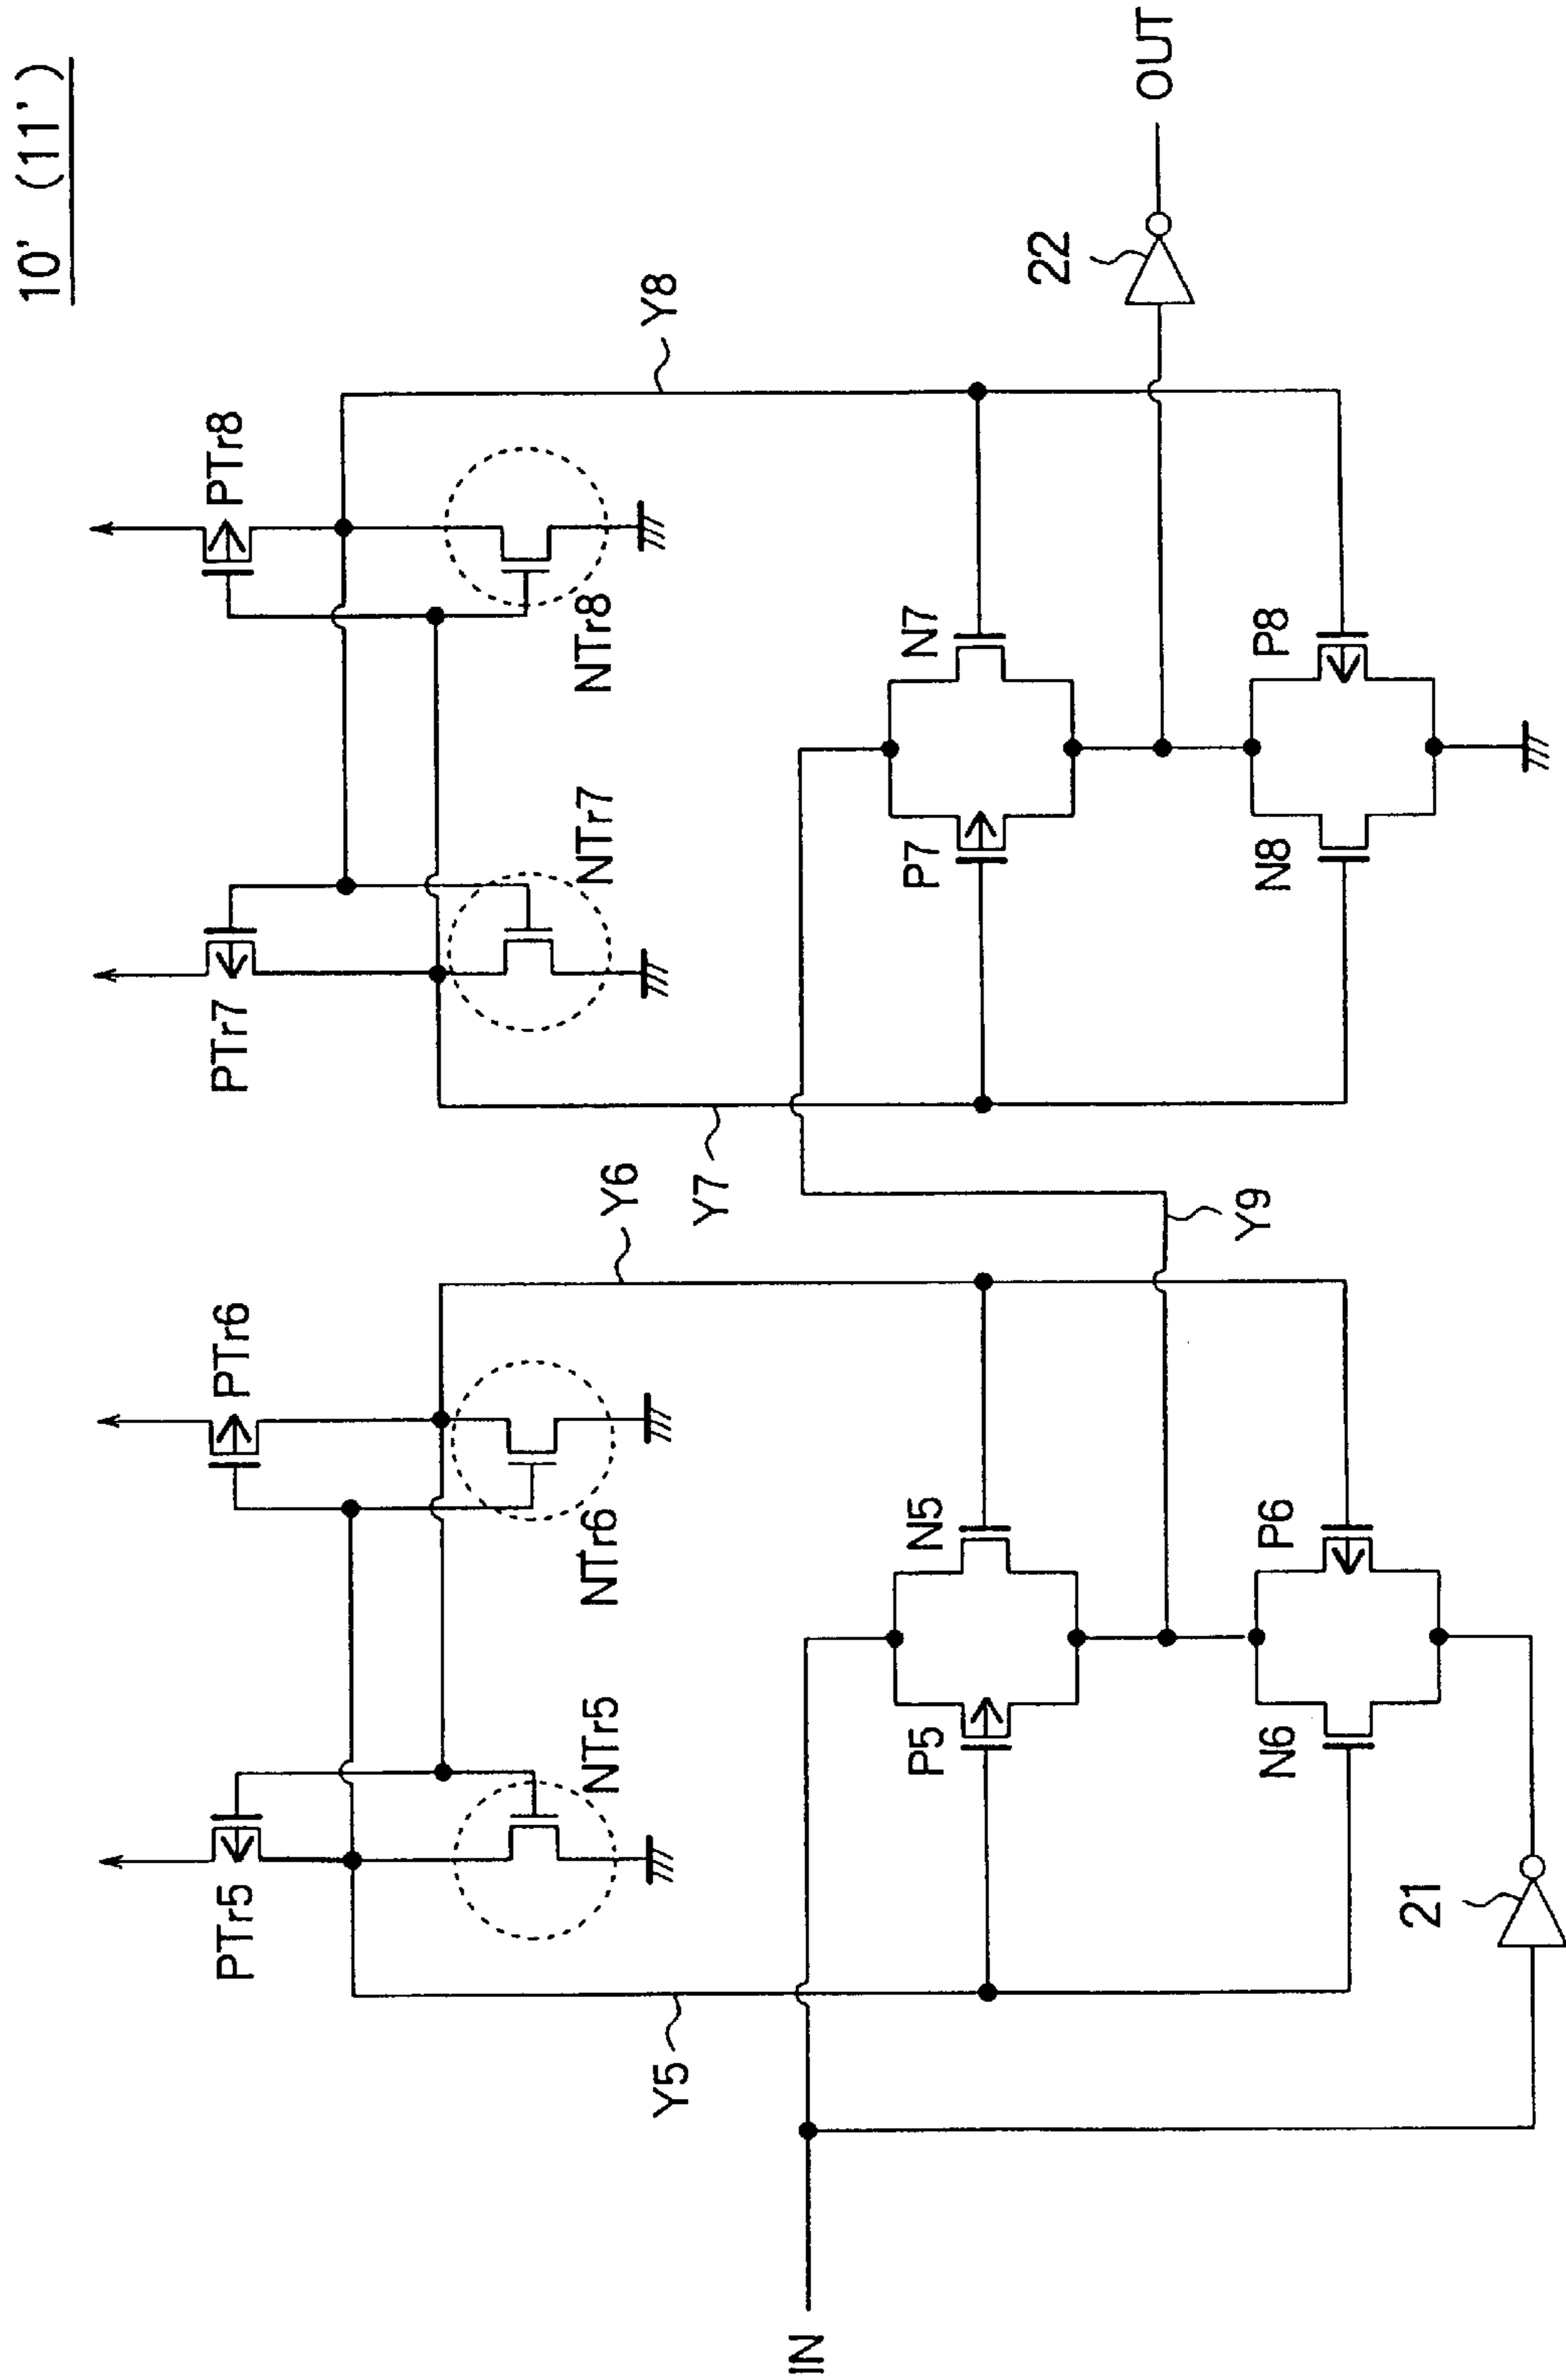 10' (11')
PTr5
PTr6
PTr7
PTr8
NTr5
NTr6
NTr7
NTr8
Y5
Y6
Y7
Y8
IN
P5
N5
Y9
P7
N7
22
OUT
N6
P6
N8
P8
21